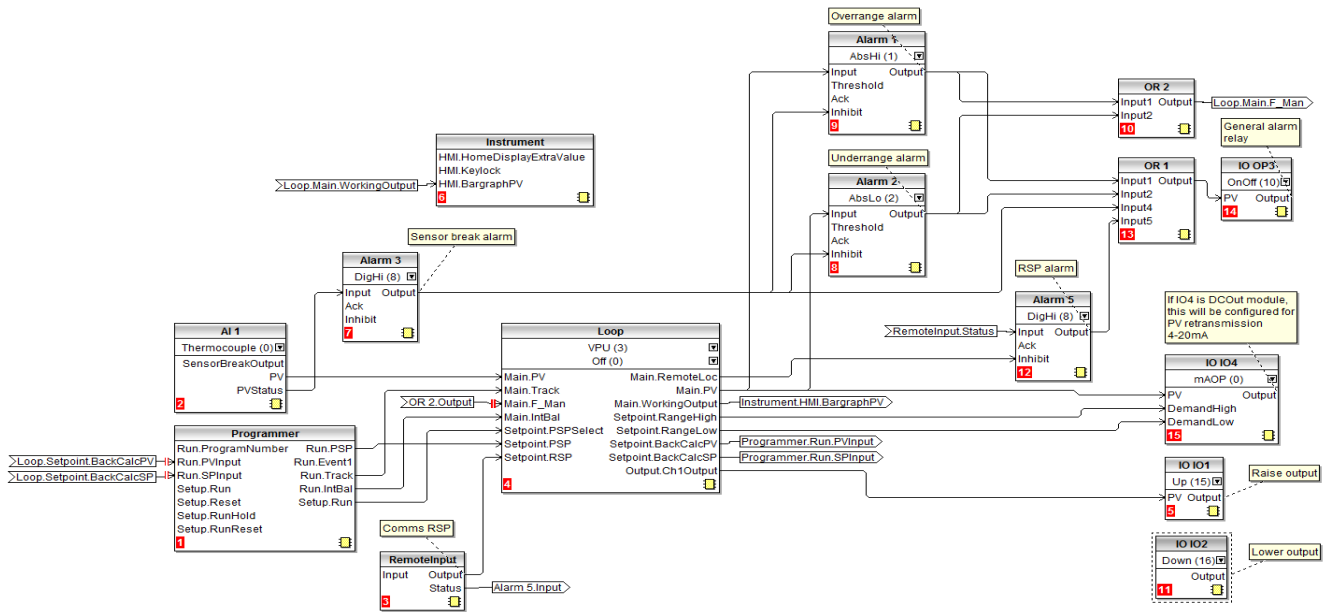 Overrange alarm
Alarm 1
AbsHi (1)
Input Output
Threshold
Ack
Inhibit
9
OR 2
Input1 Output
Input2
10
Loop.Main.F_Man
General alarm
relay
Instrument
HMI.HomeDisplayExtraValue
HMI.Keylock
HMI.BargraphPV
6
Loop.Main.WorkingOutput
Underrange alarm
Alarm 2
AbsLo (2)
Input Output
Threshold
Ack
Inhibit
8
OR 1
Input1 Output
Input2
Input4
Input5
13
IO OP3
OnOff (10)
PV Output
14
Sensor break alarm
Alarm 3
DigHi (8)
Input Output
Ack
Inhibit
7
RSP alarm
Alarm 5
DigHi (8)
Input Output
Ack
Inhibit
12
RemoteInput.Status
If IO4 is DCOut module,
this will be configured for
PV retransmission
4-20mA
AI 1
Thermocouple (0)
SensorBreakOutput
PV
PVStatus
2
Loop
VPU (3)
Off (0)
Main.PV Main.RemoteLoc
Main.Track Main.PV
Main.F_Man Main.WorkingOutput
Main.IntBal Setpoint.RangeHigh
Setpoint.PSPSelect Setpoint.RangeLow
Setpoint.PSP Setpoint.BackCalcPV
Setpoint.RSP Setpoint.BackCalcSP
Output.Ch1Output
4
OR 2.Output
Instrument.HMI.BargraphPV
Programmer.Run.PVInput
Programmer.Run.SPInput
IO IO4
mAOP (0)
PV Output
DemandHigh
DemandLow
15
Programmer
Run.ProgramNumber Run.PSP
Run.PVInput Run.Event1
Run.SPInput Run.Track
Setup.Run Run.IntBal
Setup.Reset Setup.Run
Setup.RunHold
Setup.RunReset
1
Loop.Setpoint.BackCalcPV
Loop.Setpoint.BackCalcSP
IO IO1
Up (15)
PV Output
5
Raise output
Comms RSP
RemoteInput
Input Output
Status
3
Alarm 5.Input
IO IO2
Down (16)
Output
11
Lower output